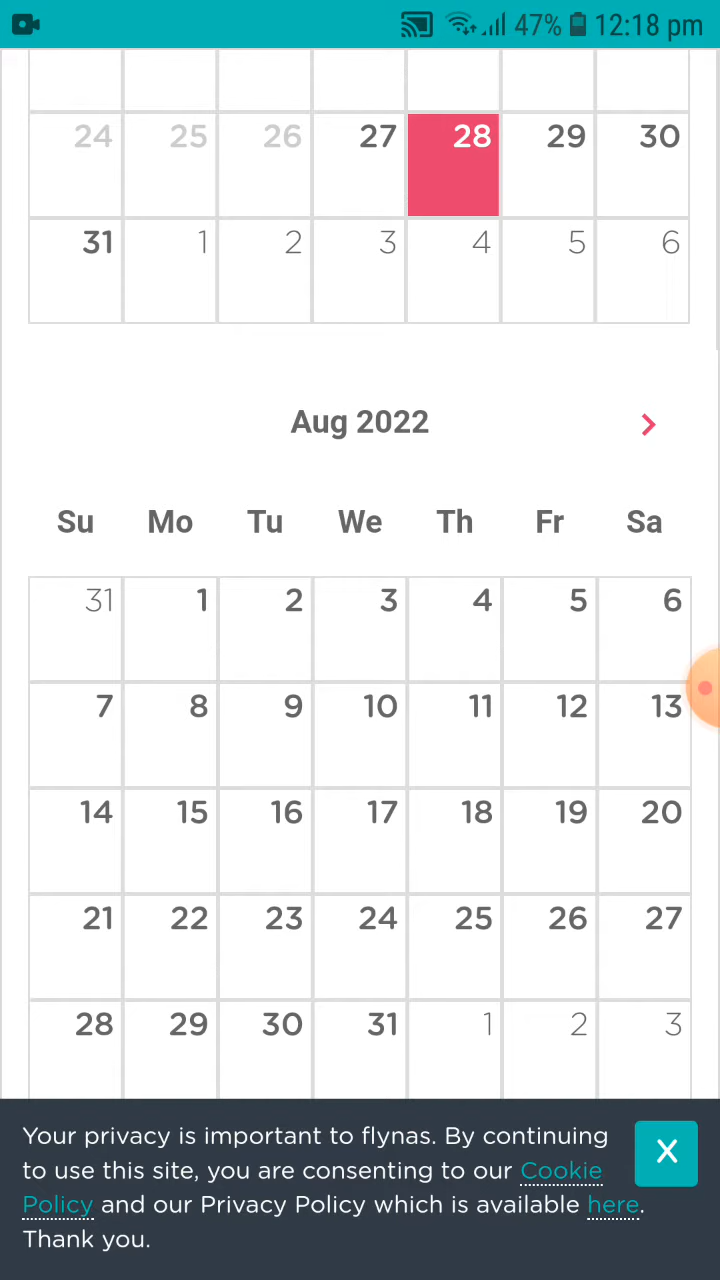 47% 12:18 pm
24 25 26 27 28 29 30
31 1 2 3 4 5 6
Aug 2022
Su Mo Tu We Th Fr Sa
31 1 2 3 4 5 6
7 8 9 10 11 12 13
14 15 16 17 18 19 20
21 22 23 24 25 26 27
28 29 30 31 1 2 3
Your privacy is important to flynas. By continuing
to use this site, you are consenting to our Cookie
Policy and our Privacy Policy which is available here.
Thank you.
X